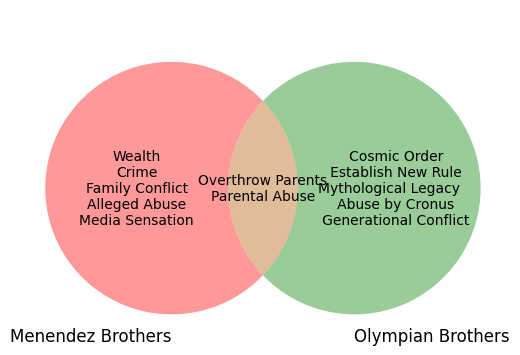 Wealth
Crime
Family Conflict
Alleged Abuse
Media Sensation
Overthrow Parents
Parental Abuse
Cosmic Order
Establish New Rule
Mythological Legacy
Abuse by Cronus
Generational Conflict
Menendez Brothers
Olympian Brothers